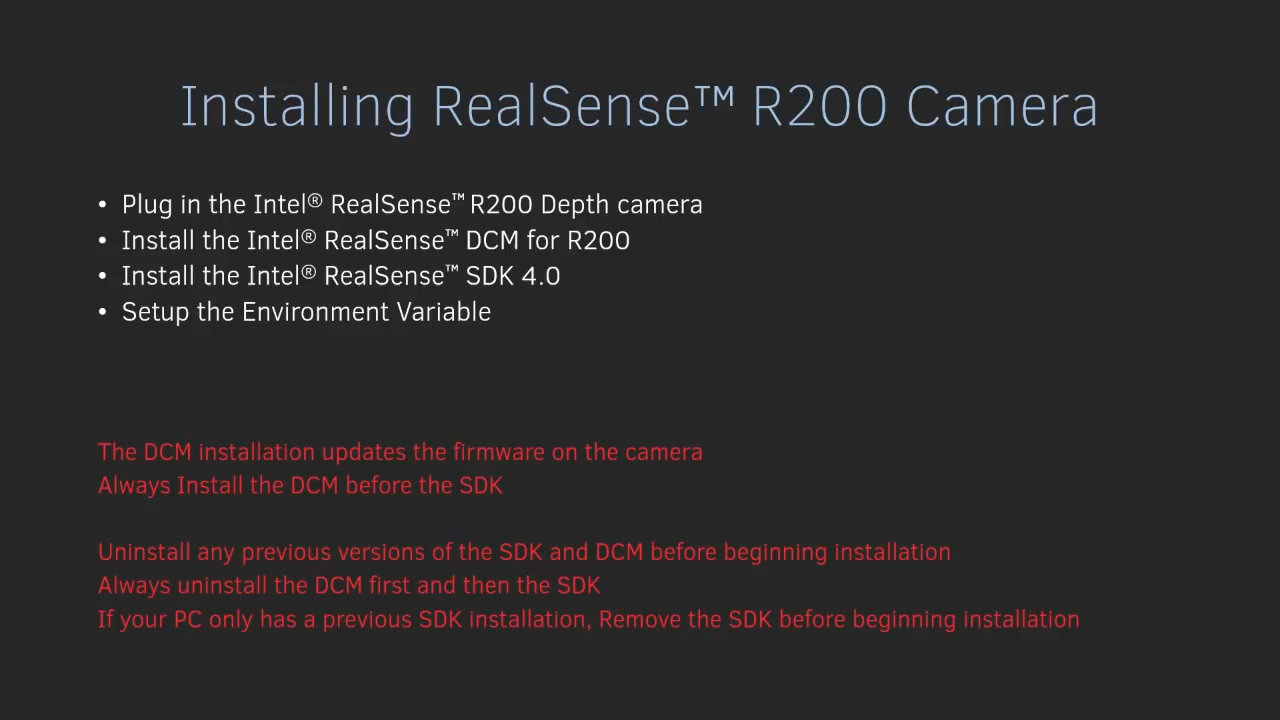 Installing RealSense™ R200 Camera
• Plug in the Intel® RealSense™ R200 Depth camera
• Install the Intel® RealSense™ DCM for R200
• Install the Intel® RealSense™ SDK 4.0
• Setup the Environment Variable
The DCM installation updates the firmware on the camera
Always Install the DCM before the SDK
Uninstall any previous versions of the SDK and DCM before beginning installation
Always uninstall the DCM first and then the SDK
If your PC only has a previous SDK installation, Remove the SDK before beginning installation